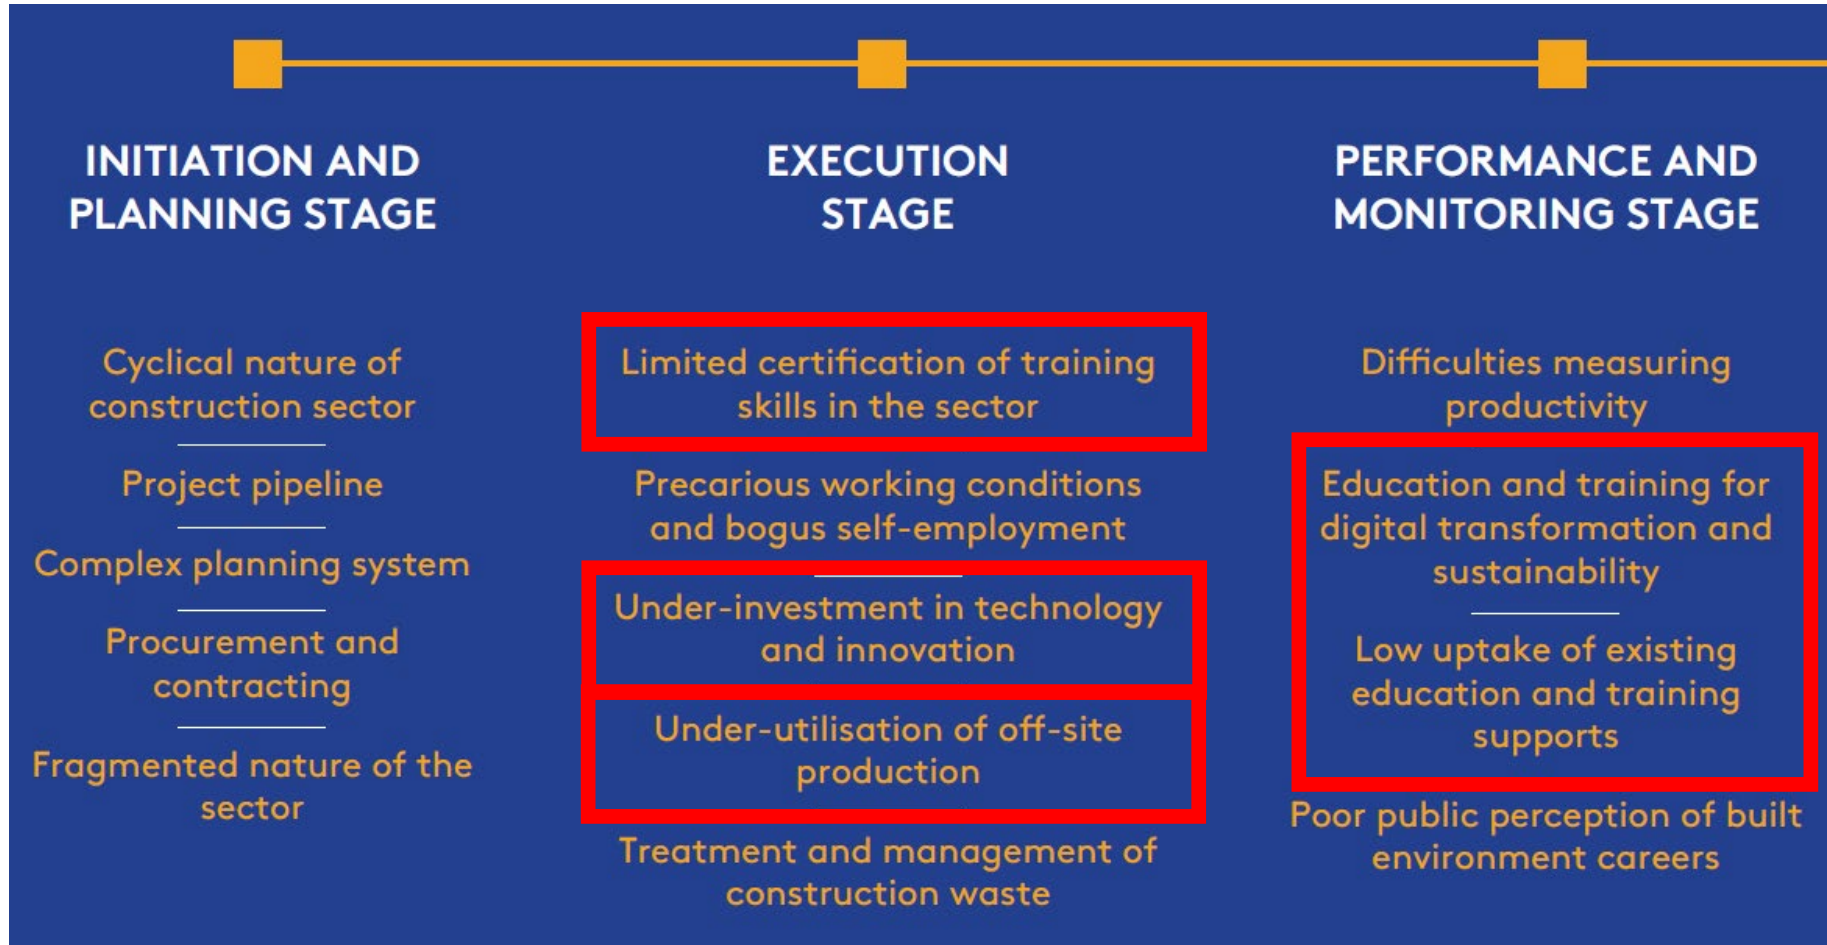 INITIATION AND
PLANNING STAGE
Cyclical nature of
construction sector
Project pipeline
Complex planning system
Procurement and
contracting
Fragmented nature of the
sector
EXECUTION
STAGE
Limited certification of training
skills in the sector
Precarious working conditions
and bogus self-employment
Under-investment in technology
and innovation
Under-utilisation of off-site
production
Treatment and management of
construction waste
PERFORMANCE AND
MONITORING STAGE
Difficulties measuring
productivity
Education and training for
digital transformation and
sustainability
Low uptake of existing
education and training
supports
Poor public perception of built
environment careers